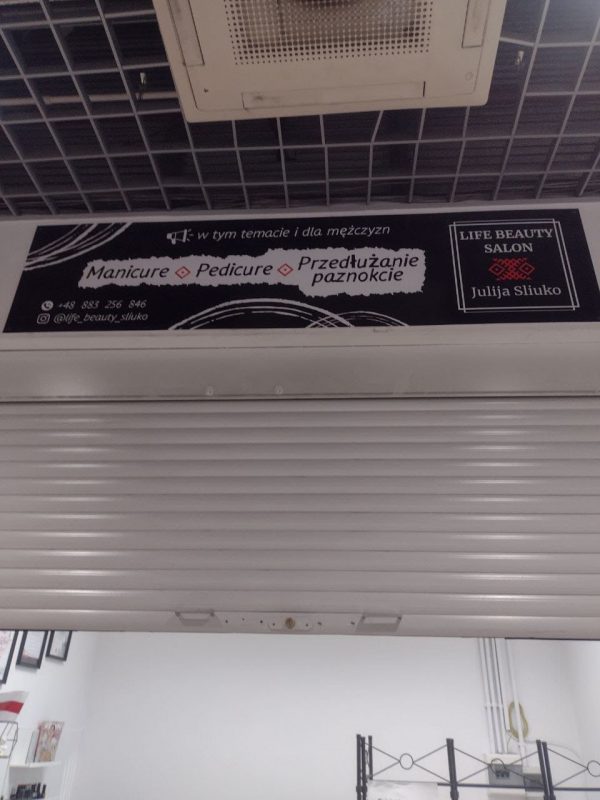 w tym temacie i dla mężczyzn
Manicure Pedicure Przedłużanie
paznokcie
+48 883 256 846
@life_beauty_sliuko
LIFE BEAUTY
SALON
Julija Sliuko